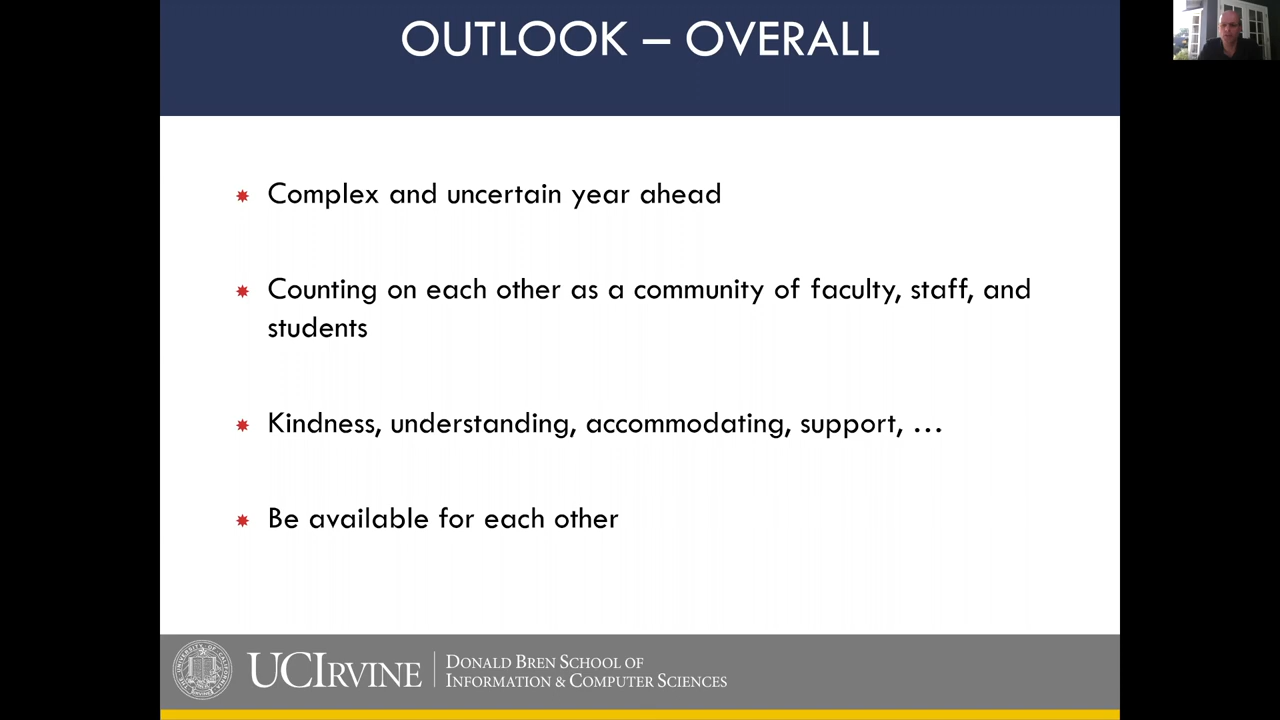 OUTLOOK – OVERALL
Complex and uncertain year ahead
Counting on each other as a community of faculty, staff, and
students
Kindness, understanding, accommodating, support, …
Be available for each other
UCIRVINE
DONALD BREN SCHOOL OF
INFORMATION & COMPUTER SCIENCES